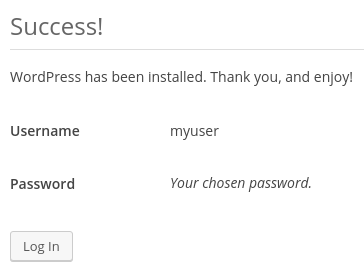 Success!
WordPress has been installed. Thank you, and enjoy!
Username myuser
Password Your chosen password.
Log In